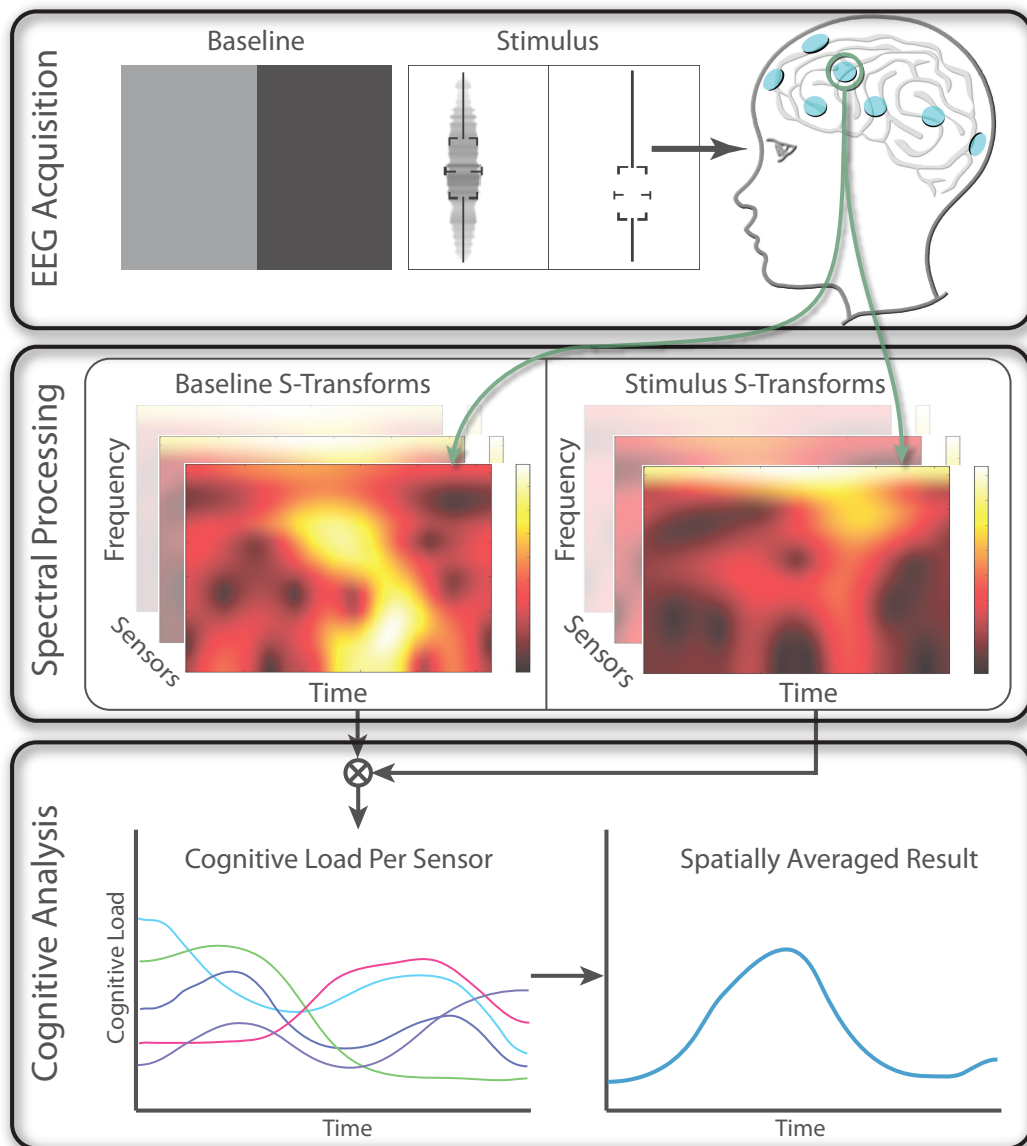 EEG Acquisition
Baseline
Stimulus
Spectral Processing
Baseline S-Transforms
Frequency
Sensors
Time
Stimulus S-Transforms
Frequency
Sensors
Time
Cognitive Analysis
Cognitive Load Per Sensor
Cognitive Load
Time
Spatially Averaged Result
Time